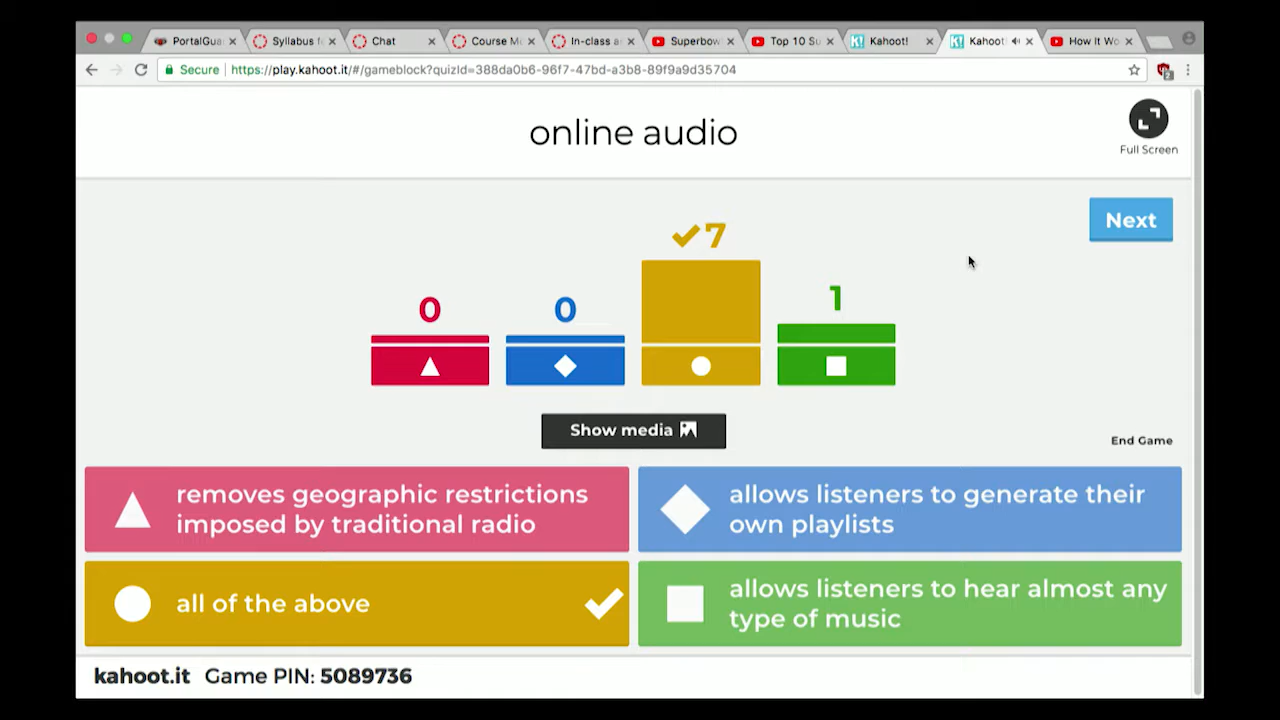 PortalGua
Syllabus f
Chat
Course M
In-class a
Superbow
Top 10 Su
Kahoot!
Kahoot
How It Wo
Secure
https://play.kahoot.it/#/gameblock?quizId=388da0b6-96f7-47bd-a3b8-89f9a9d35704
2
online audio
Full Screen
Next
7
0
0
1
Show media
End Game
removes geographic restrictions
imposed by traditional radio
allows listeners to generate their
own playlists
all of the above
allows listeners to hear almost any
type of music
kahoot.it Game PIN: 5089736